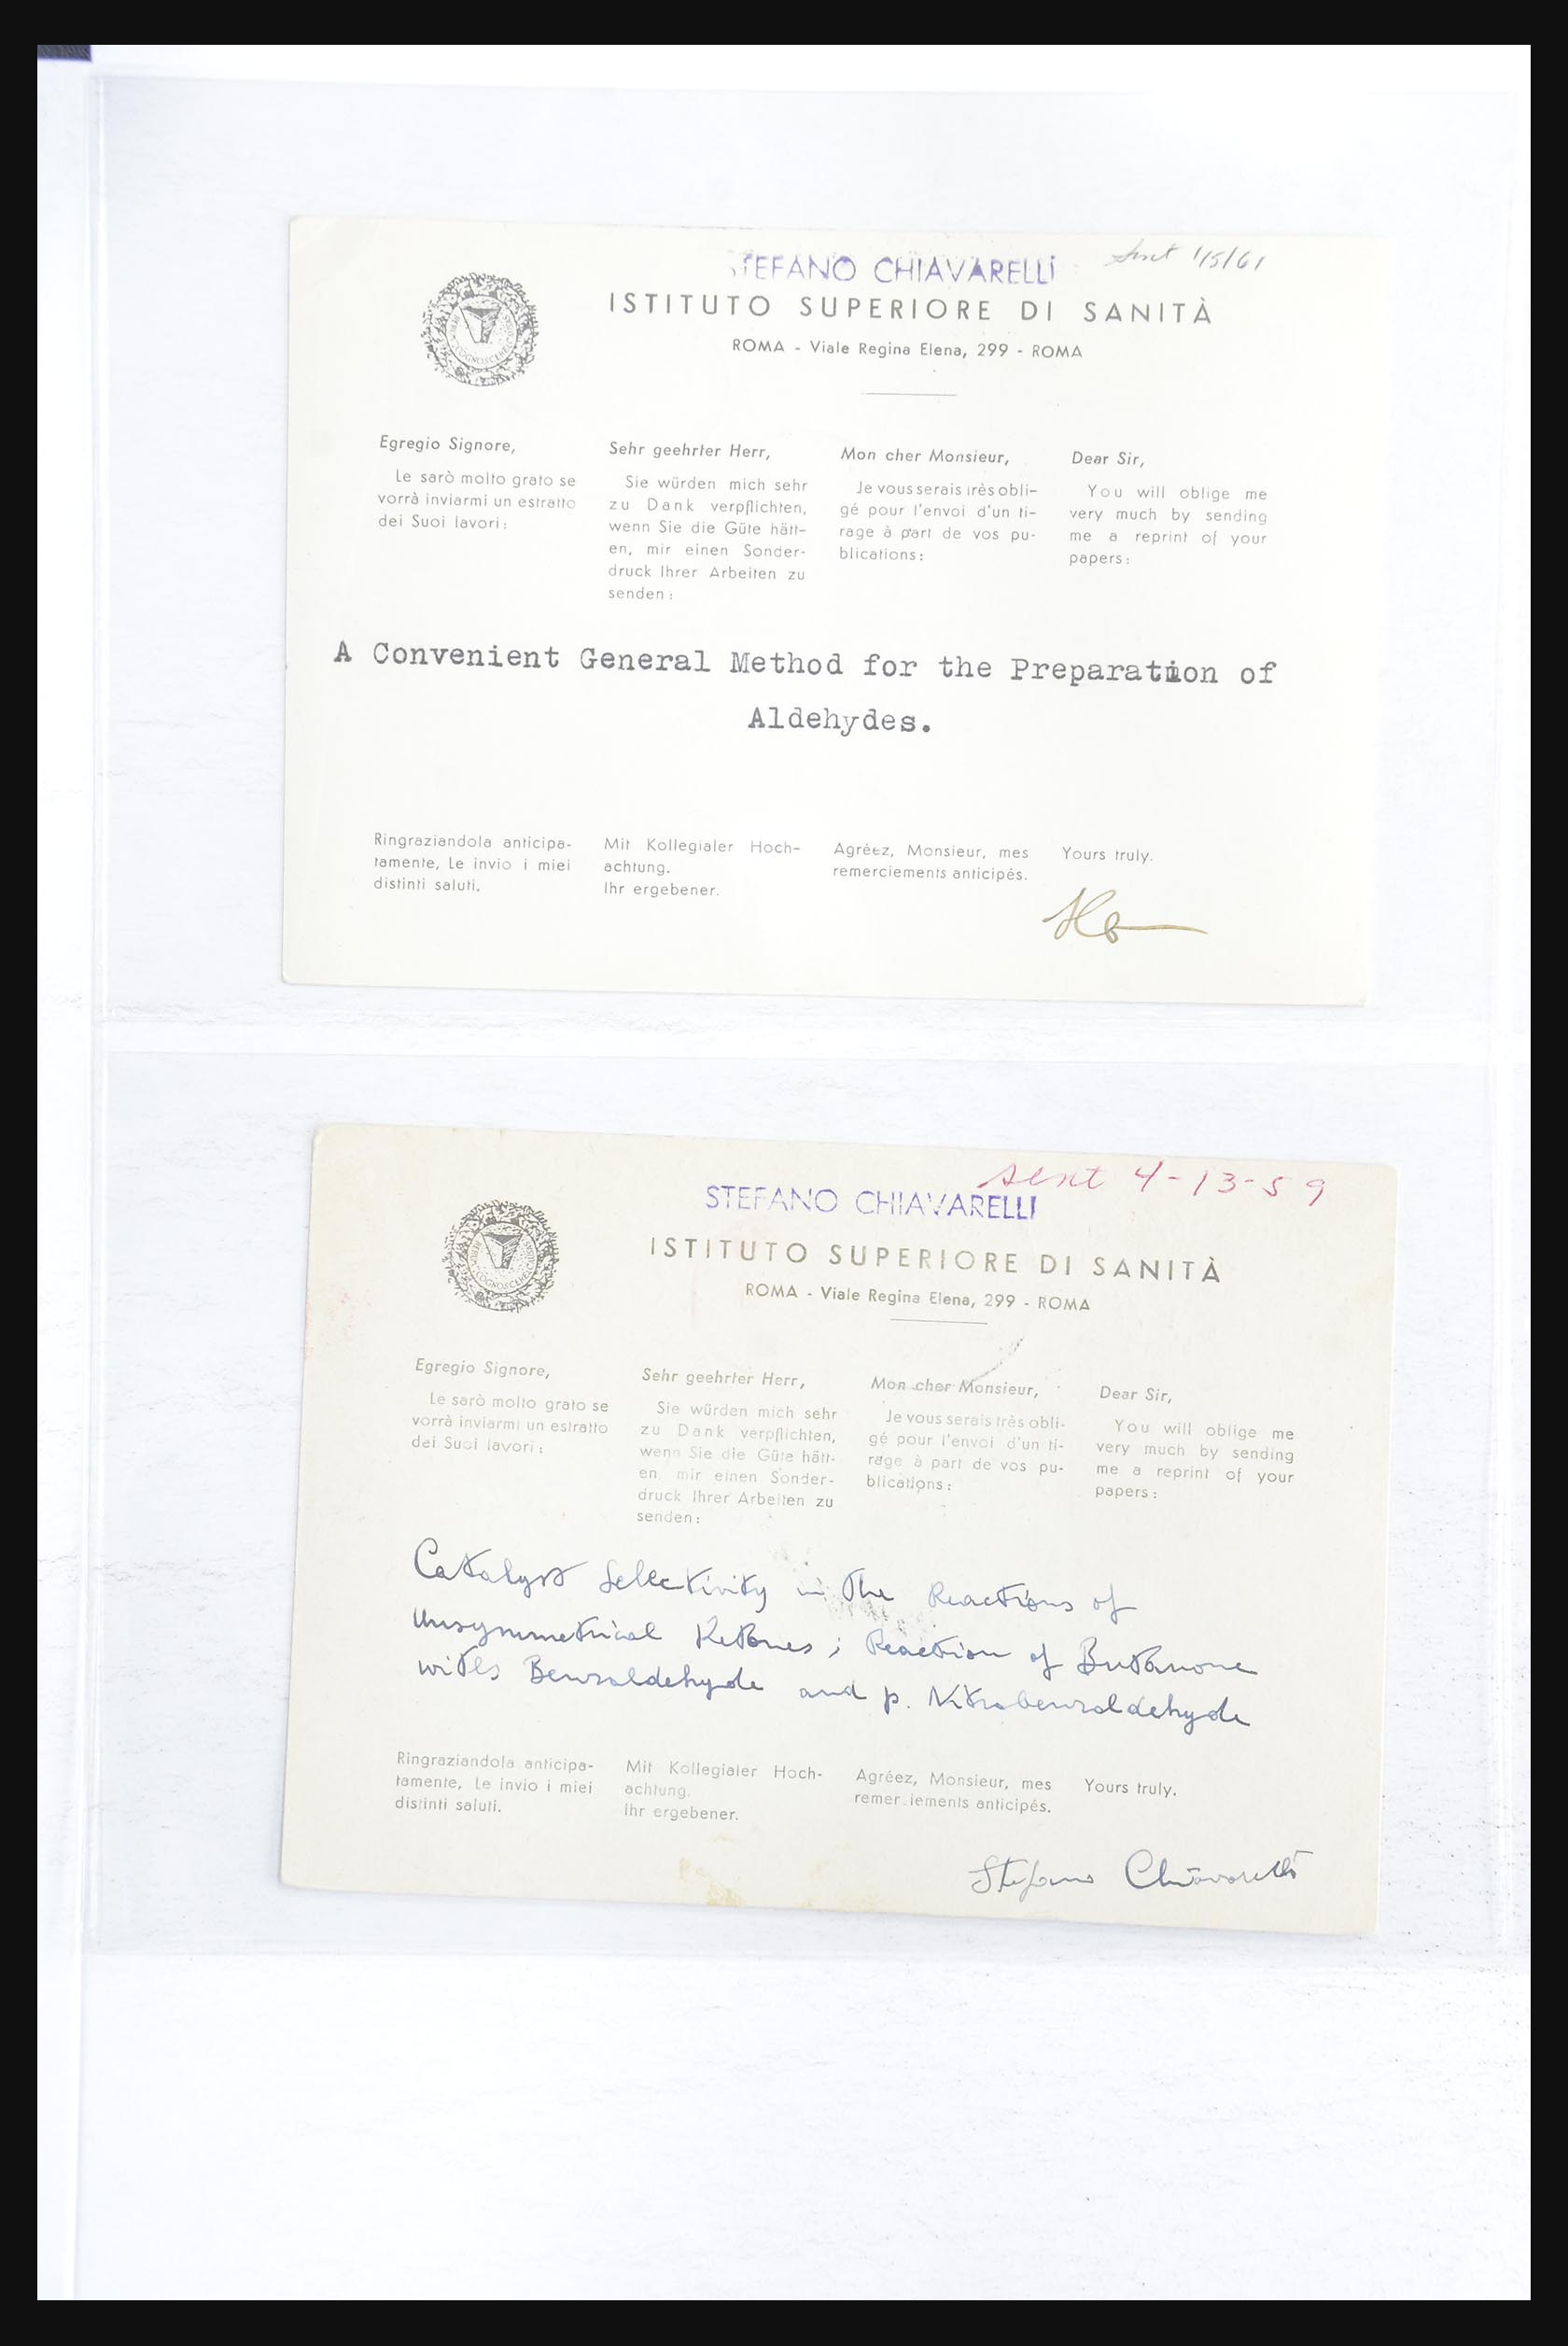 STEFANO CHIAVARELLI
sent 1/5/61
ISTITUTO SUPERIORE DI SANITÀ
ROMA - Viale Regina Elena, 299 - ROMA
Egregio Signore,
Le sarò molto grato se
vorrà inviarmi un estratto
dei Suoi lavori:
Sehr geehrter Herr,
Sie würden mich sehr
zu Dank verpflichten,
wenn Sie die Güte hätt-
en, mir einen Sonder-
druck Ihrer Arbeiten zu
senden:
Mon cher Monsieur,
Je vous serais très obli-
gé pour l'envoi d'un ti-
rage à part de vos pu-
blications:
Dear Sir,
You will oblige me
very much by sending
me a reprint of your
papers:
A Convenient General Method for the Preparation of
Aldehydes.
Ringraziandola anticipa-
tamente, Le invio i miei
distinti saluti.
Mit Kollegialer Hoch-
achtung.
Ihr ergebener.
Agréez, Monsieur, mes
remerciements anticipés.
Yours truly.
sent 4-13-59
STEFANO CHIAVARELLI
ISTITUTO SUPERIORE DI SANITÀ
ROMA - Viale Regina Elena, 299 - ROMA
Egregio Signore,
Le sarò molto grato se
vorrà inviarmi un estratto
dei Suoi lavori:
Sehr geehrter Herr,
Sie würden mich sehr
zu Dank verpflichten,
wenn Sie die Güte hätt-
en, mir einen Sonder-
druck Ihrer Arbeiten zu
senden:
Mon cher Monsieur,
Je vous serais très obli-
gé pour l'envoi d'un ti-
rage à part de vos pu-
blications:
Dear Sir,
You will oblige me
very much by sending
me a reprint of your
papers:
Catalyst Selectivity in the Reactions of
Unsymmetrical Ketones; Reaction of Butanone
with Benzaldehyde and p. Nitrobenzaldehyde
Ringraziandola anticipa-
tamente, Le invio i miei
distinti saluti.
Mit Kollegialer Hoch-
achtung.
Ihr ergebener.
Agréez, Monsieur, mes
remerciements anticipés.
Yours truly.
Stefano Chiavarelli